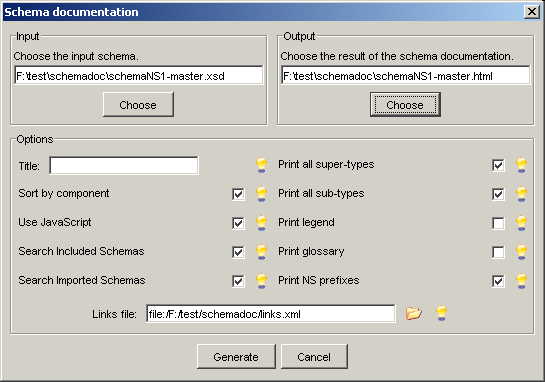 Schema documentation
Input
Choose the input schema.
F:\test\schemadoc\schemaNS1-master.xsd
Choose
Output
Choose the result of the schema documentation.
F:\test\schemadoc\schemaNS1-master.html
Choose
Options
Title:
Print all super-types
Sort by component
Print all sub-types
Use JavaScript
Print legend
Search Included Schemas
Print glossary
Search Imported Schemas
Print NS prefixes
Links file: file:/F:/test/schemadoc/links.xml
Generate Cancel